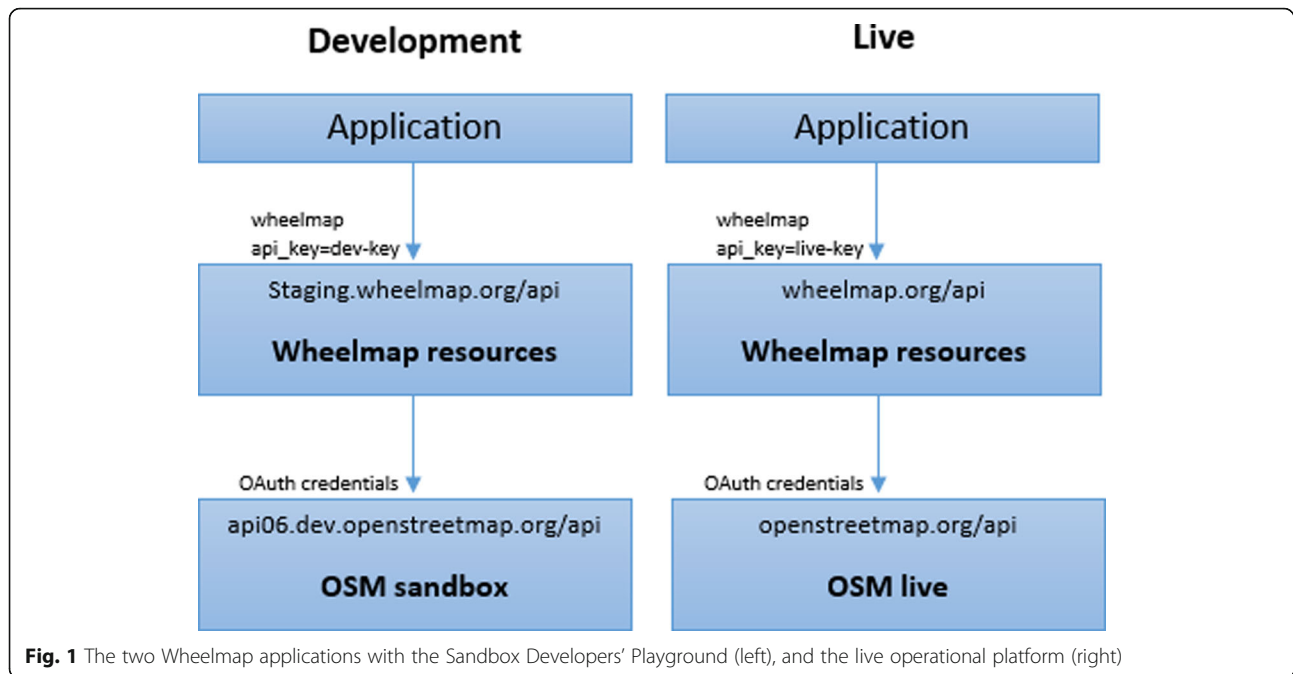 Development
Application
wheelmap
api_key=dev-key
Staging.wheelmap.org/api
Wheelmap resources
OAuth credentials
api06.dev.openstreetmap.org/api
OSM sandbox
Live
Application
wheelmap
api_key=live-key
wheelmap.org/api
Wheelmap resources
OAuth credentials
openstreetmap.org/api
OSM live
Fig. 1 The two Wheelmap applications with the Sandbox Developers’ Playground (left), and the live operational platform (right)